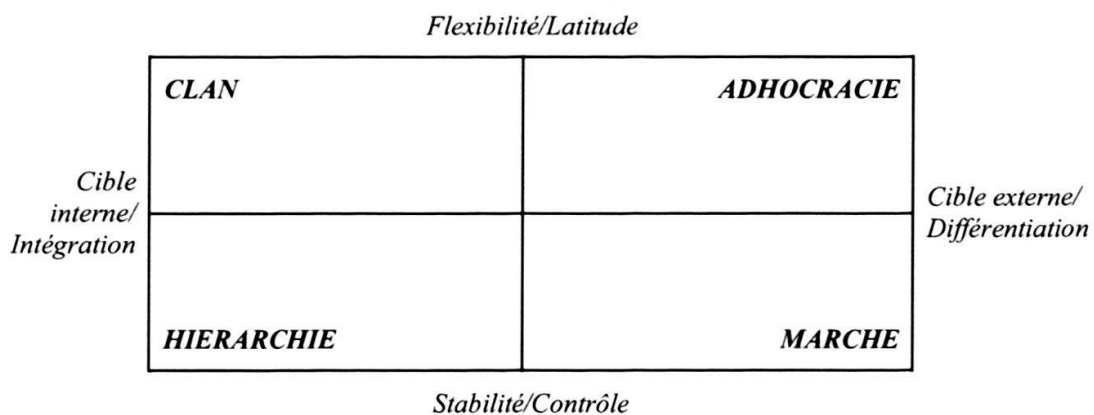 Flexibilité/Latitude
CLAN
ADHOCRACIE
Cible
interne/
Intégration
Cible externe/
Différentiation
HIERARCHIE
MARCHE
Stabilité/Contrôle